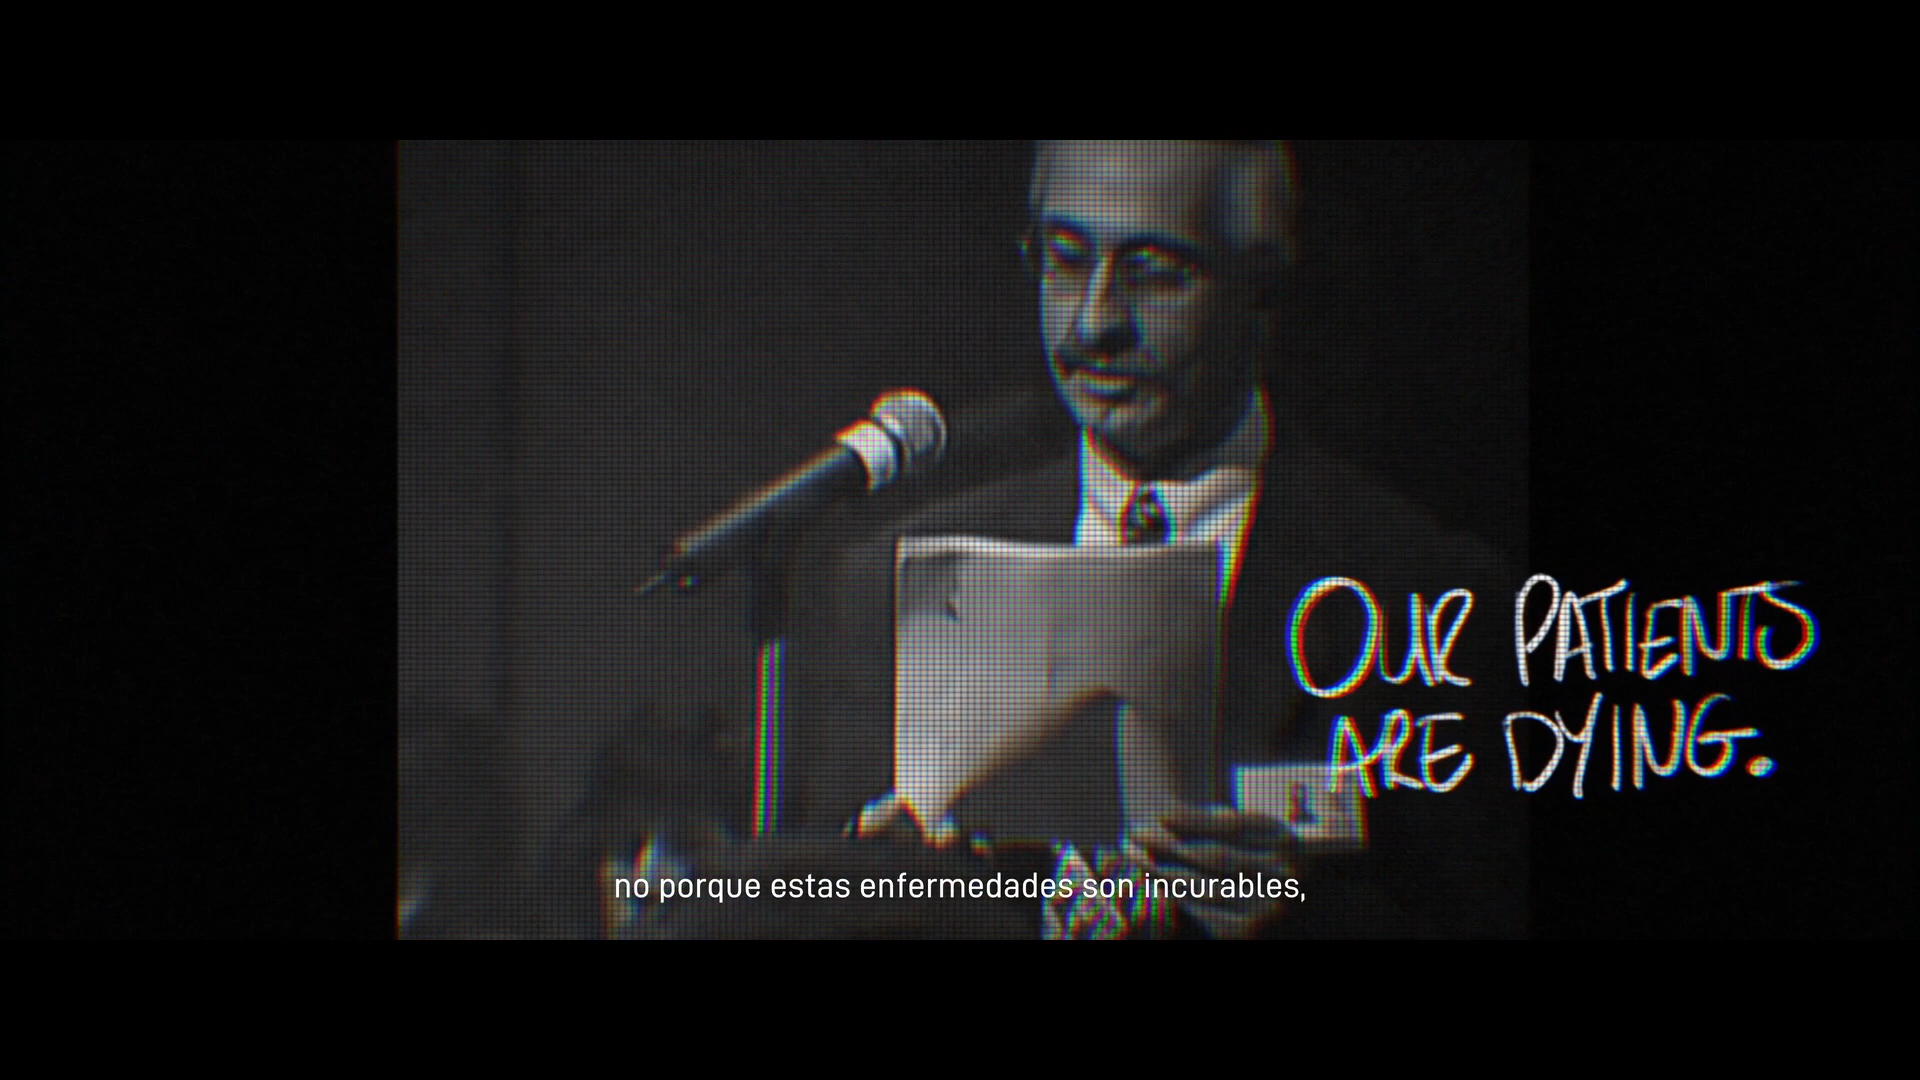 OUR PATIENTS
ARE DYING.
no porque estas enfermedades son incurables,